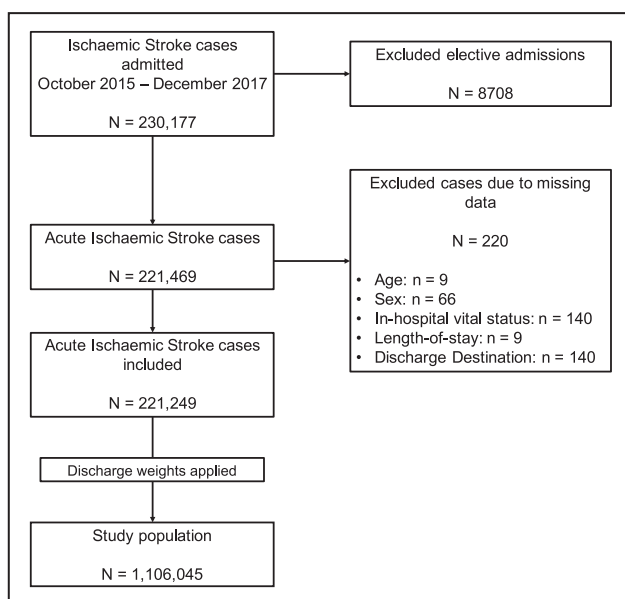 Ischaemic Stroke cases
admitted
October 2015 – December 2017
N = 230,177
Excluded elective admissions
N = 8708
Acute Ischaemic Stroke cases
N = 221,469
Excluded cases due to missing
data
N = 220
• Age: n = 9
• Sex: n = 66
• In-hospital vital status: n = 140
• Length-of-stay: n = 9
• Discharge Destination: n = 140
Acute Ischaemic Stroke cases
included
N = 221,249
Discharge weights applied
Study population
N = 1,106,045